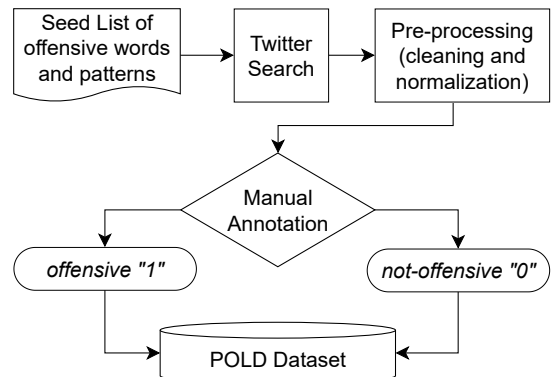 Seed List of
offensive words
and patterns
Twitter
Search
Pre-processing
(cleaning and
normalization)
Manual
Annotation
offensive "1"
not-offensive "0"
POLD Dataset